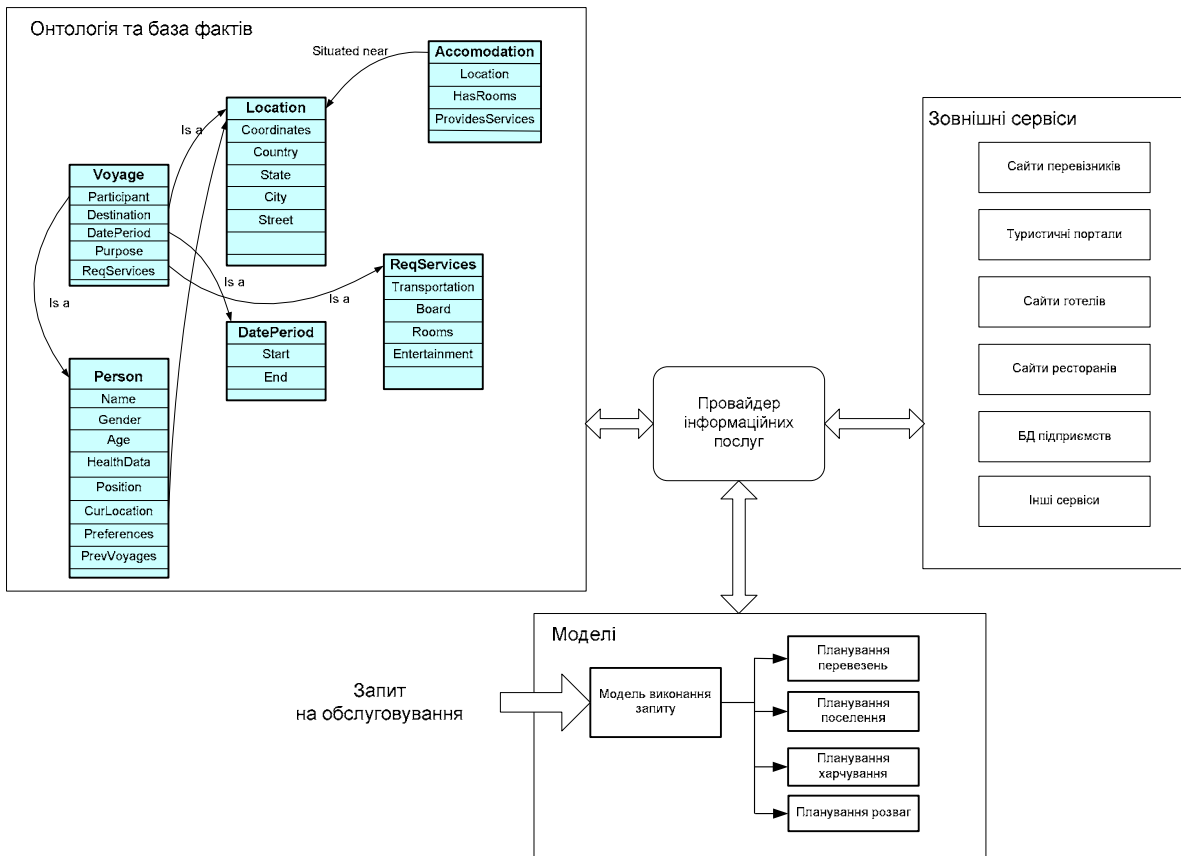 Онтологія та база фактів
Situated near
Accomodation
Location
HasRooms
ProvidesServices
Location
Coordinates
Country
State
City
Street
Is a
Voyage
Participant
Destination
DatePeriod
Purpose
ReqServices
Is a
Is a
Is a
ReqServices
Transportation
Board
Rooms
Entertainment
DatePeriod
Start
End
Person
Name
Gender
Age
HealthData
Position
CurLocation
Preferences
PrevVoyages
Зовнішні сервіси
Сайти перевізників
Туристичні портали
Сайти готелів
Сайти ресторанів
БД підприємств
Інші сервіси
Провайдер
інформаційних
послуг
Моделі
Запит
на обслуговування
Модель виконання
запиту
Планування
перевезень
Планування
поселення
Планування
харчування
Планування розваг